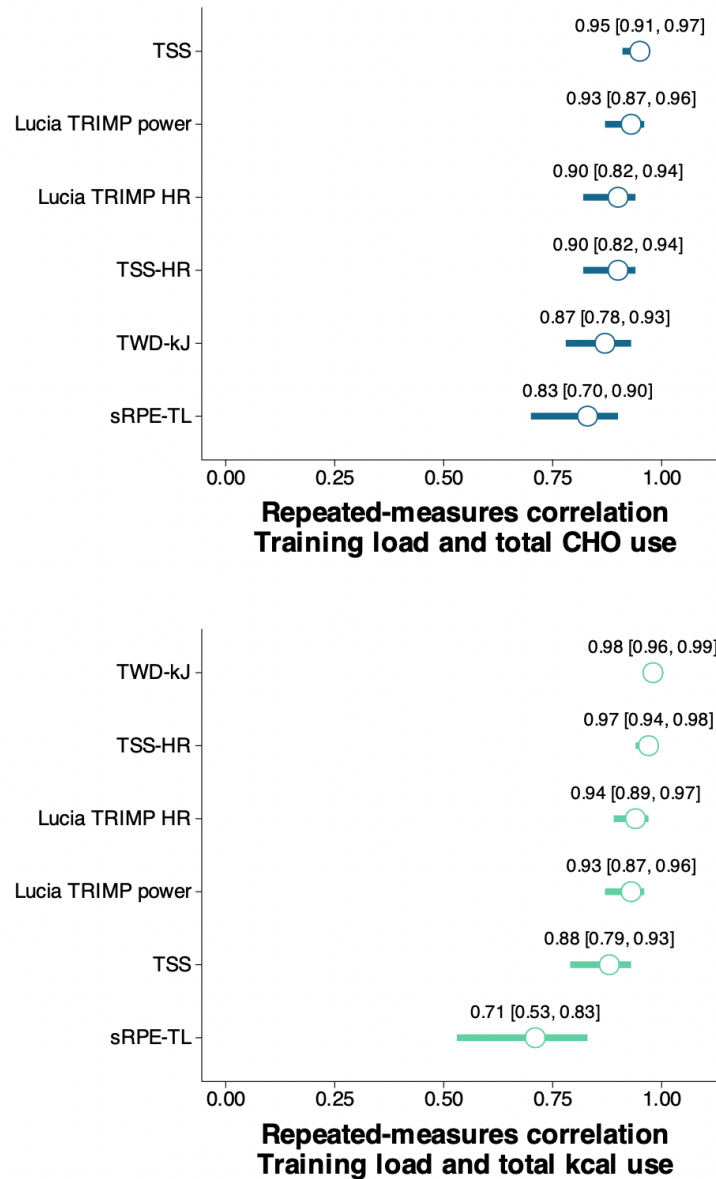 0.95 [0.91, 0.97]
TSS
0.93 [0.87, 0.96]
Lucia TRIMP power
0.90 [0.82, 0.94]
Lucia TRIMP HR
0.90 [0.82, 0.94]
TSS-HR
0.87 [0.78, 0.93]
TWD-kJ
0.83 [0.70, 0.90]
sRPE-TL
0.00 0.25 0.50 0.75 1.00
Repeated-measures correlation
Training load and total CHO use
0.98 [0.96, 0.99]
TWD-kJ
0.97 [0.94, 0.98]
TSS-HR
0.94 [0.89, 0.97]
Lucia TRIMP HR
0.93 [0.87, 0.96]
Lucia TRIMP power
0.88 [0.79, 0.93]
TSS
0.71 [0.53, 0.83]
sRPE-TL
0.00 0.25 0.50 0.75 1.00
Repeated-measures correlation
Training load and total kcal use